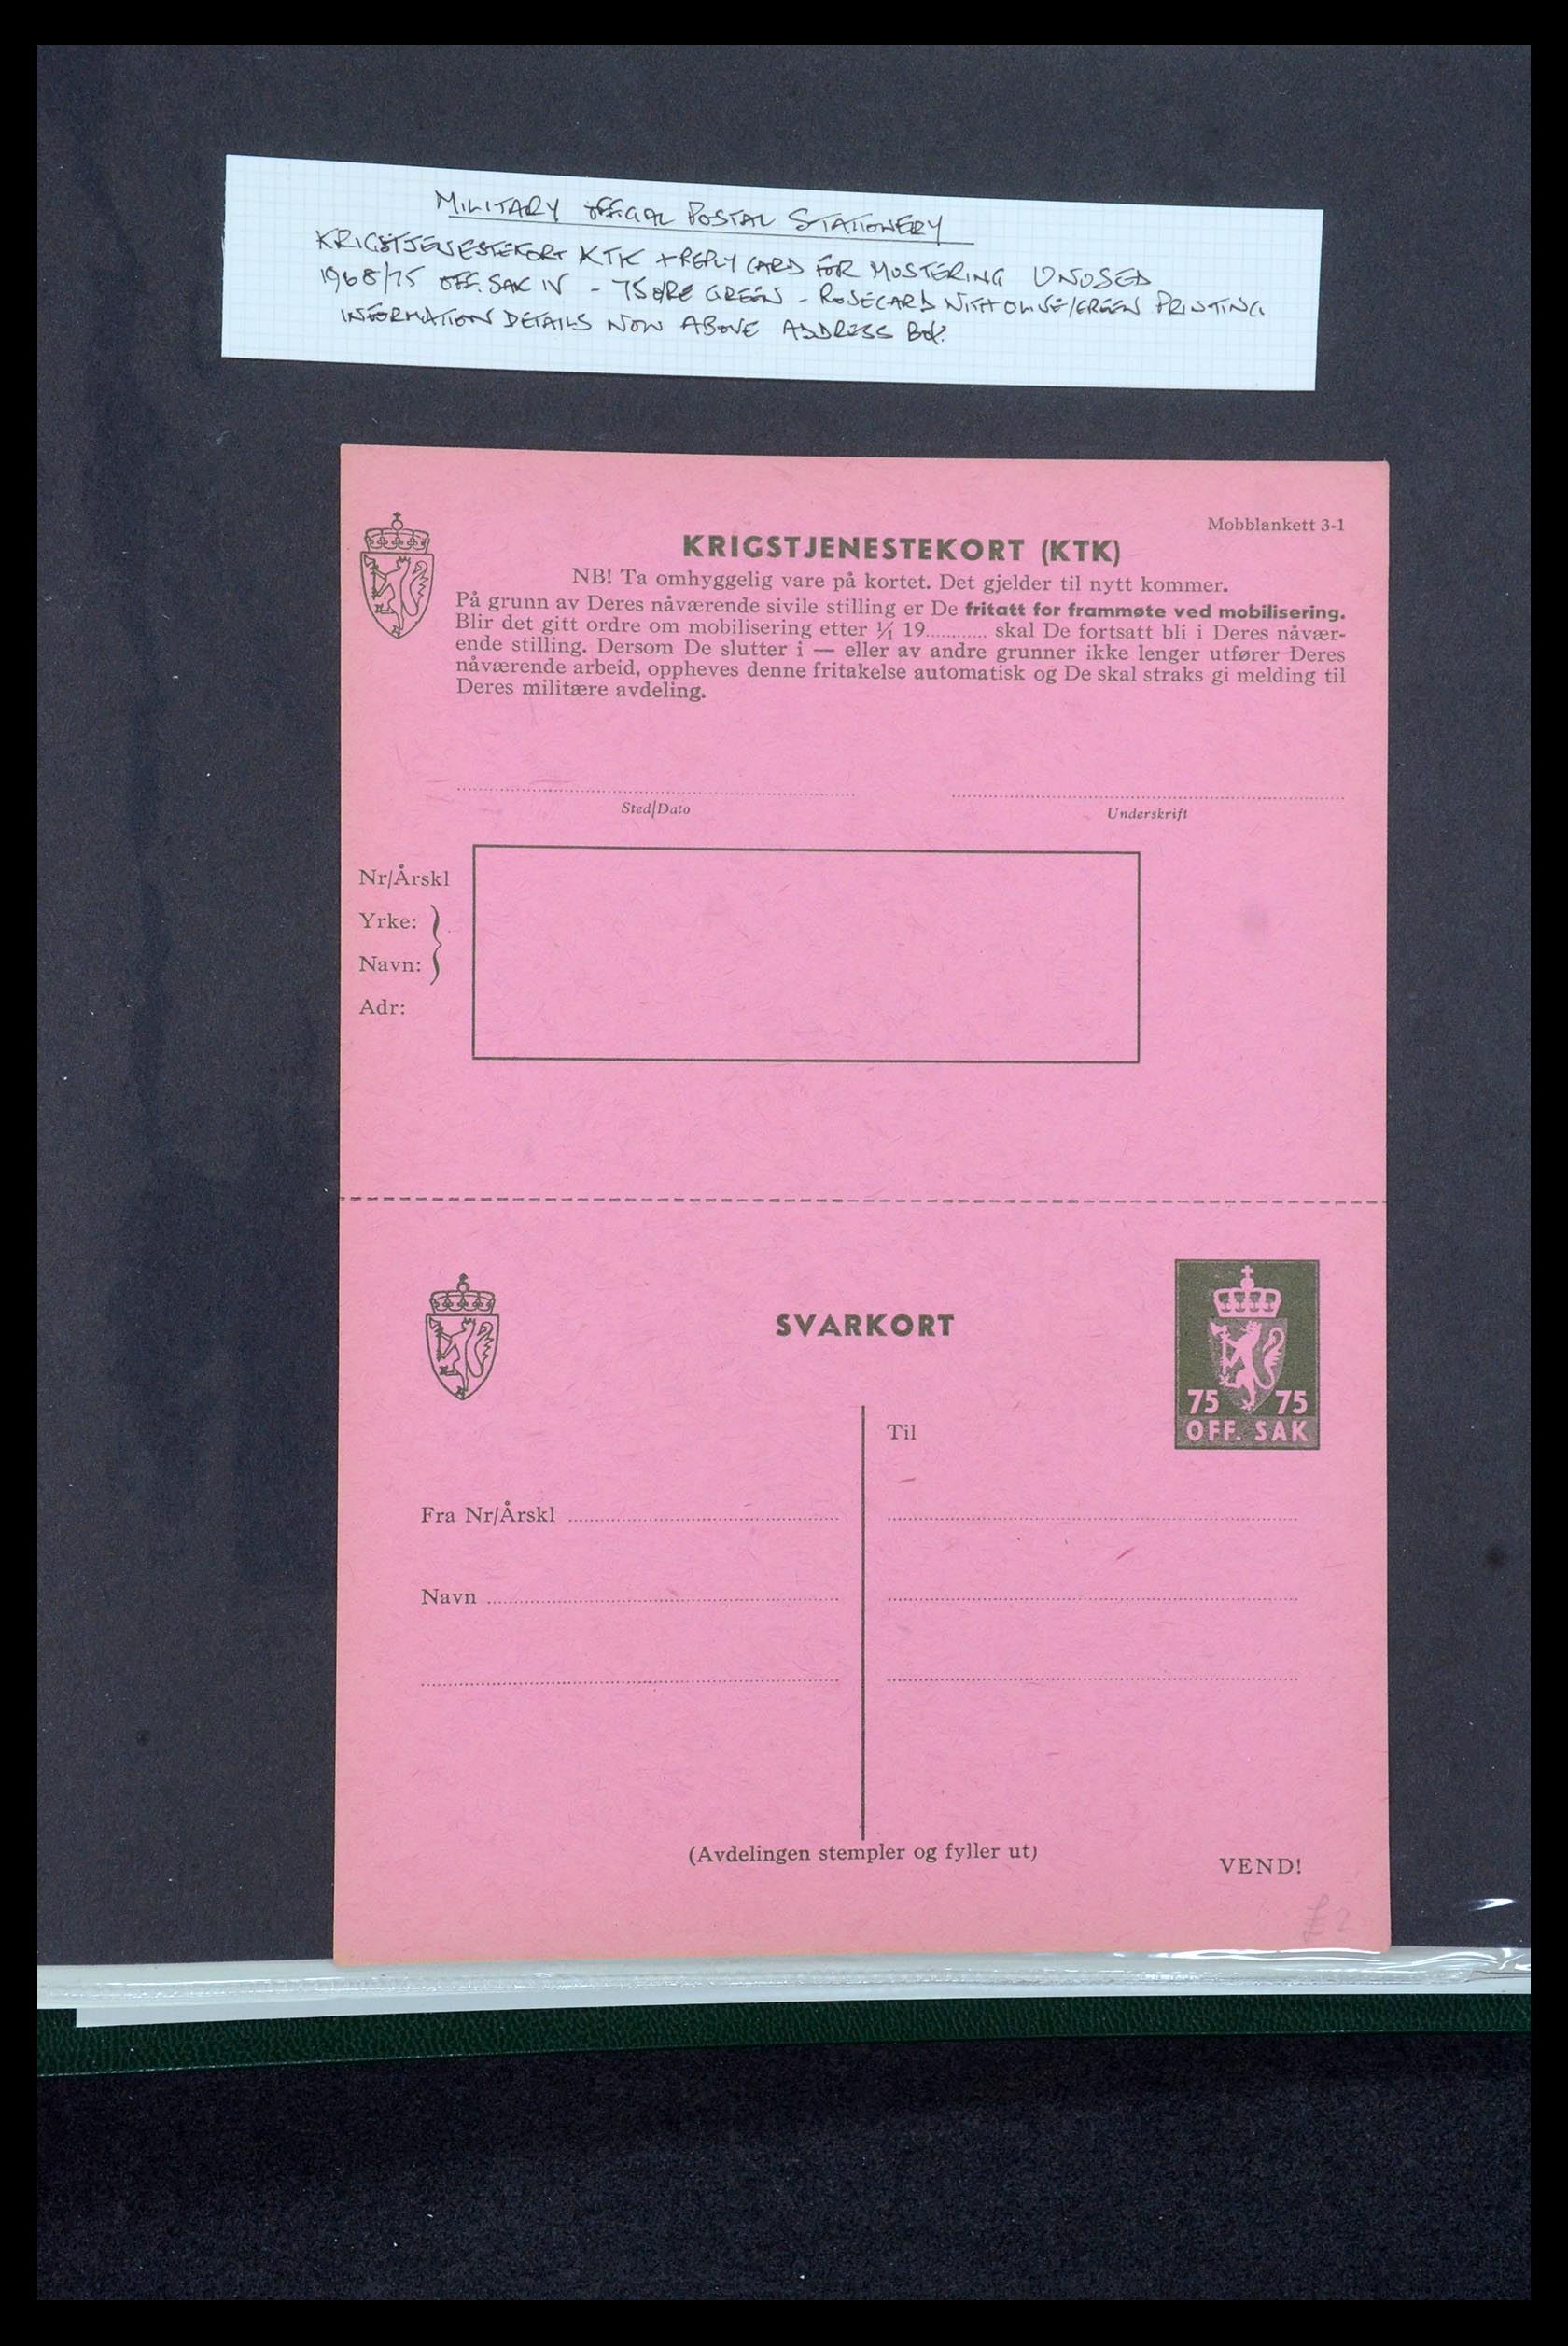 MILITARY OFFICIAL POSTAL STATIONERY
KRIGSTJENESTEKORT KTK + REPLY CARD FOR MUSTERING UNUSED
1968/75 OFF. SAK IV - 75 ØRE GREEN - ROSE CARD WITH OLIVE/GREEN PRINTING
INFORMATION DETAILS NOW ABOVE ADDRESS BOX.
Mobblankett 3-1
KRIGSTJENESTEKORT (KTK)
NB! Ta omhyggelig vare på kortet. Det gjelder til nytt kommer.
På grunn av Deres nåværende sivile stilling er De fritatt for frammøte ved mobilisering.
Blir det gitt ordre om mobilisering etter 1/1 19............ skal De fortsatt bli i Deres nåvær-
ende stilling. Dersom De slutter i — eller av andre grunner ikke lenger utfører Deres
nåværende arbeid, oppheves denne fritakelse automatisk og De skal straks gi melding til
Deres militære avdeling.
Sted/Dato
Underskrift
Nr/Årskl
Yrke:
Navn:
Adr:
SVARKORT
75 75
OFF. SAK
Til
Fra Nr/Årskl
Navn
(Avdelingen stempler og fyller ut)
VEND!
£2